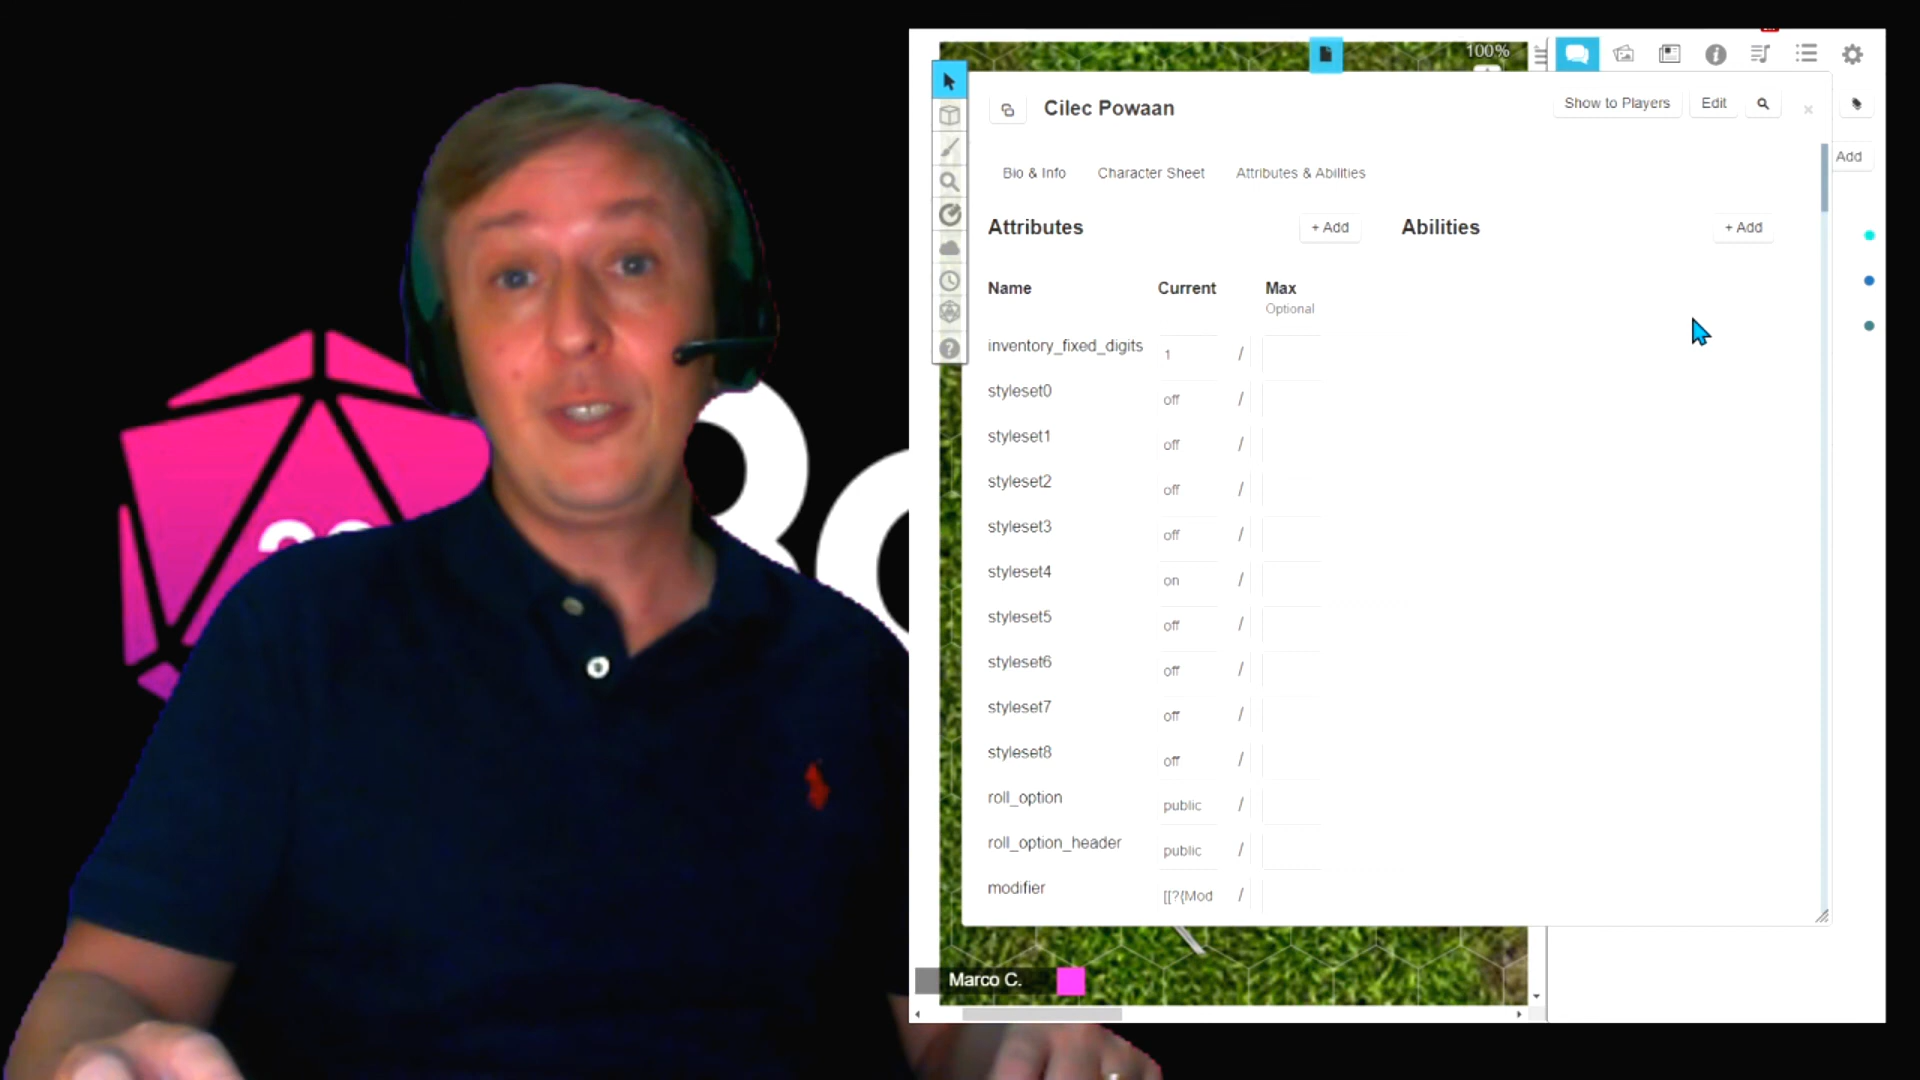 100%
Cilec Powaan
Show to Players
Edit
Add
Bio & Info
Character Sheet
Attributes & Abilities
Attributes
+ Add
Abilities
+ Add
Name
Current
Max
Optional
inventory_fixed_digits
1
/
styleset0
off
/
styleset1
off
/
styleset2
off
/
styleset3
off
/
styleset4
on
/
styleset5
off
/
styleset6
off
/
styleset7
off
/
styleset8
off
/
roll_option
public
/
roll_option_header
public
/
modifier
[[?{Mod
/
Marco C.